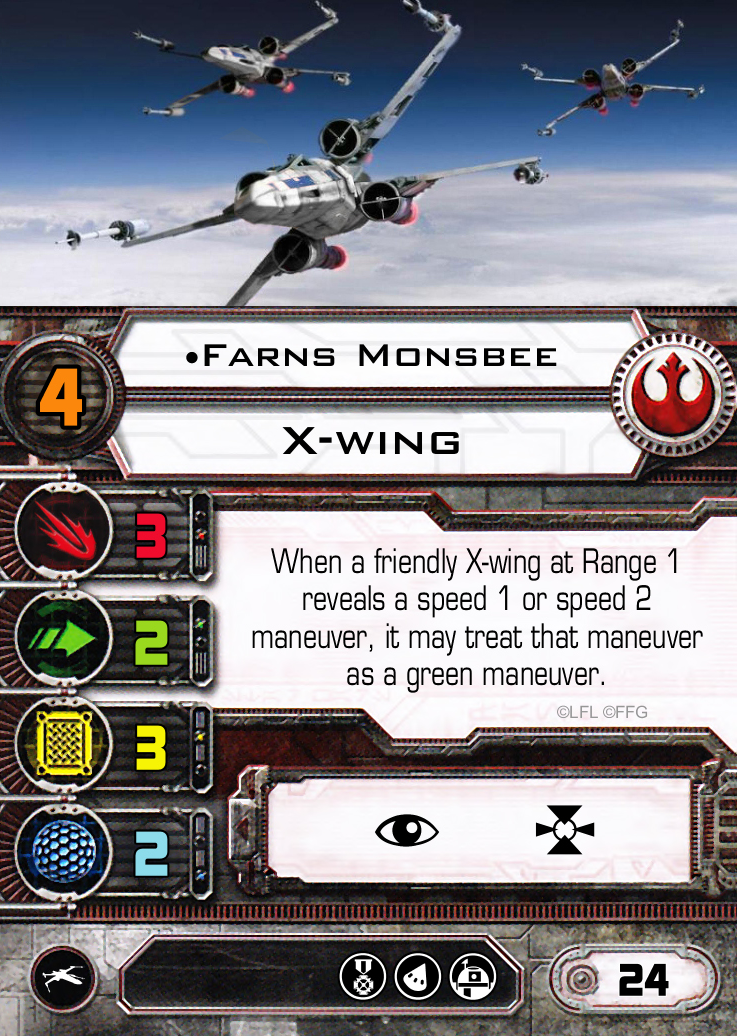 •Farns Monsbee
4
X-wing
3
When a friendly X-wing at Range 1
reveals a speed 1 or speed 2
maneuver, it may treat that maneuver
as a green maneuver.
2
©LFL ©FFG
3
2
24